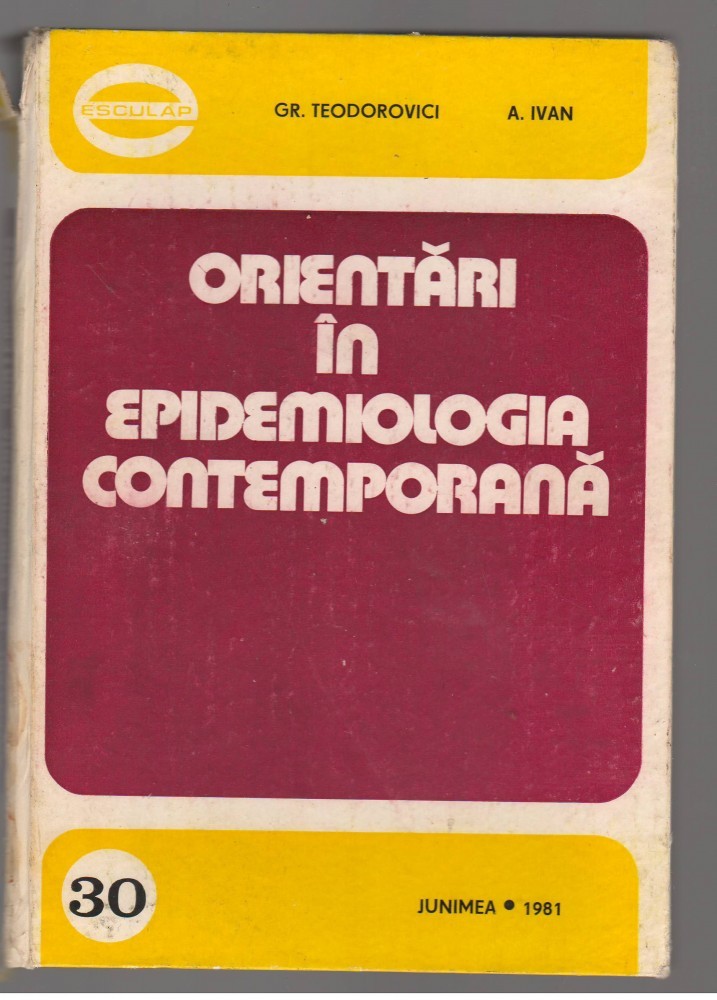 ESCULAP
GR. TEODOROVICI A. IVAN
ORIENTĂRI
ÎN
EPIDEMIOLOGIA
CONTEMPORANĂ
30
JUNIMEA • 1981